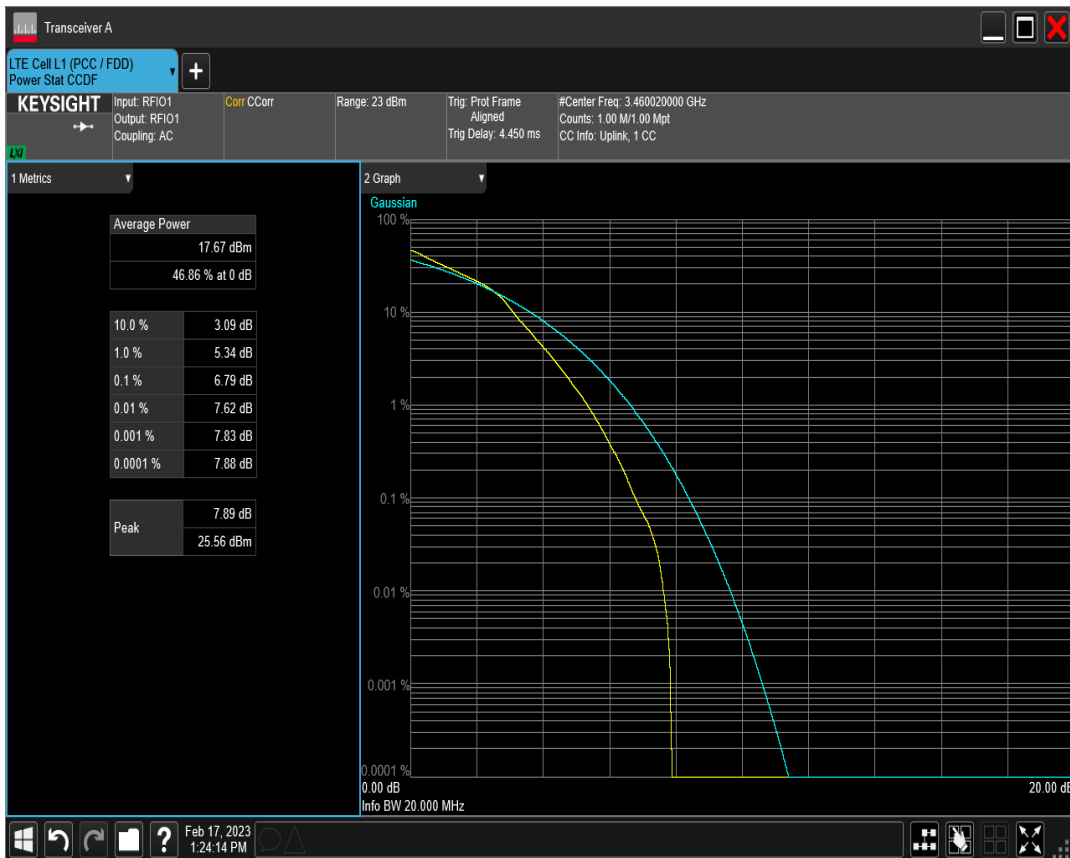 Transceiver A
LTE Cell L1 (PCC / FDD)
Power Stat CCDF
KEYSIGHT
LXI
Input: RFIO1
Output: RFIO1
Coupling: AC
Corr CCorr
Range: 23 dBm
Trig: Prot Frame
Aligned
Trig Delay: 4.450 ms
#Center Freq: 3.460020000 GHz
Counts: 1.00 M/1.00 Mpt
CC Info: Uplink, 1 CC
1 Metrics
Average Power
17.67 dBm
46.86 % at 0 dB
10.0 % 3.09 dB
1.0 % 5.34 dB
0.1 % 6.79 dB
0.01 % 7.62 dB
0.001 % 7.83 dB
0.0001 % 7.88 dB
Peak
7.89 dB
25.56 dBm
2 Graph
Gaussian
100 %
10 %
1 %
0.1 %
0.01 %
0.001 %
0.0001 %
0.00 dB 20.00 dB
Info BW 20.000 MHz
Feb 17, 2023
1:24:14 PM